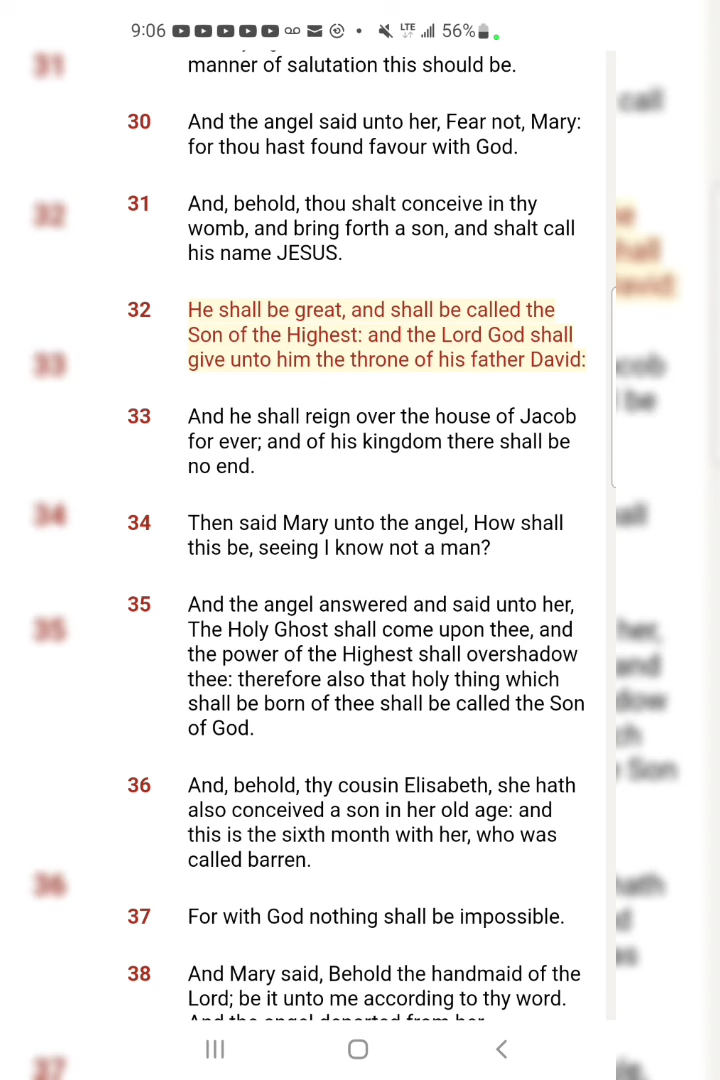 9:06 LTE 56%
manner of salutation this should be.
30 And the angel said unto her, Fear not, Mary:
for thou hast found favour with God.
31 And, behold, thou shalt conceive in thy
womb, and bring forth a son, and shalt call
his name JESUS.
32 He shall be great, and shall be called the
Son of the Highest: and the Lord God shall
give unto him the throne of his father David:
33 And he shall reign over the house of Jacob
for ever; and of his kingdom there shall be
no end.
34 Then said Mary unto the angel, How shall
this be, seeing I know not a man?
35 And the angel answered and said unto her,
The Holy Ghost shall come upon thee, and
the power of the Highest shall overshadow
thee: therefore also that holy thing which
shall be born of thee shall be called the Son
of God.
36 And, behold, thy cousin Elisabeth, she hath
also conceived a son in her old age: and
this is the sixth month with her, who was
called barren.
37 For with God nothing shall be impossible.
38 And Mary said, Behold the handmaid of the
Lord; be it unto me according to thy word.
And the angel departed from her.